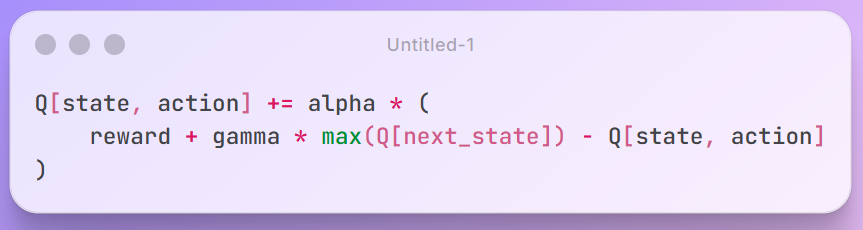 Untitled-1
Q[state, action] += alpha * (
    reward + gamma * max(Q[next_state]) - Q[state, action]
)